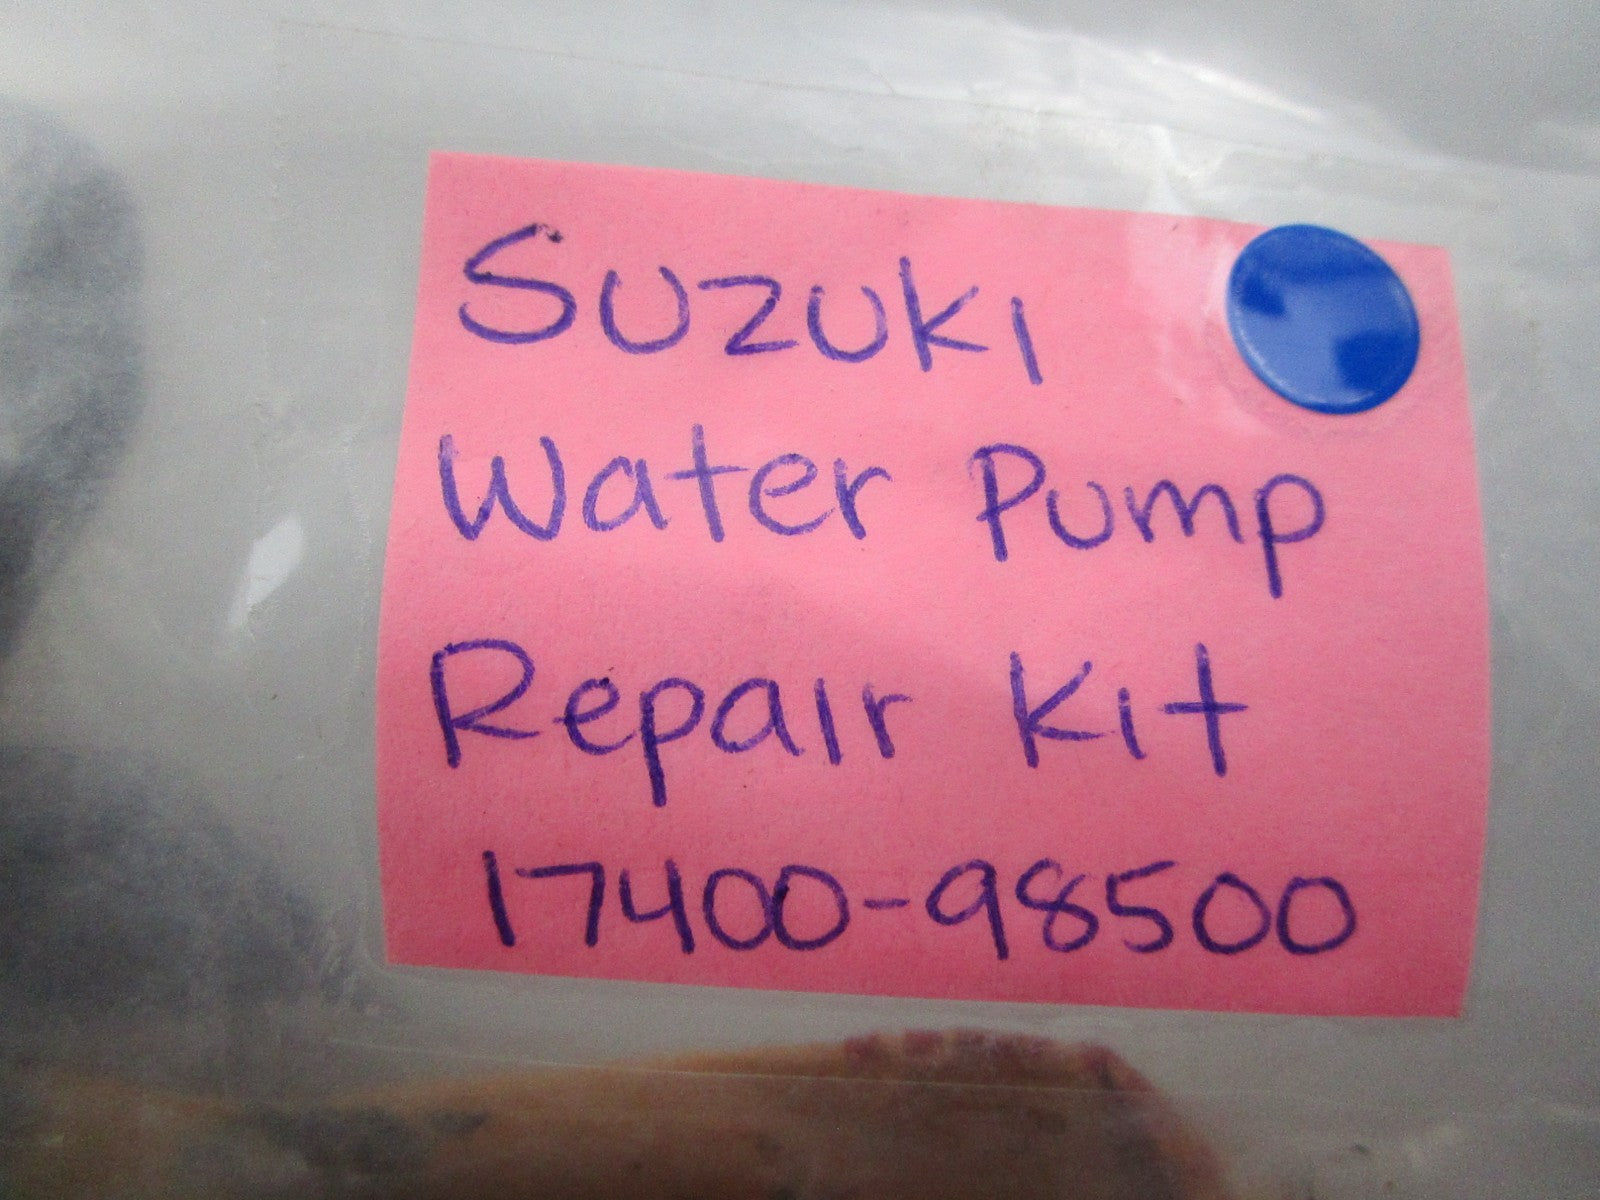 Suzuki
Water Pump
Repair Kit
17400-98500